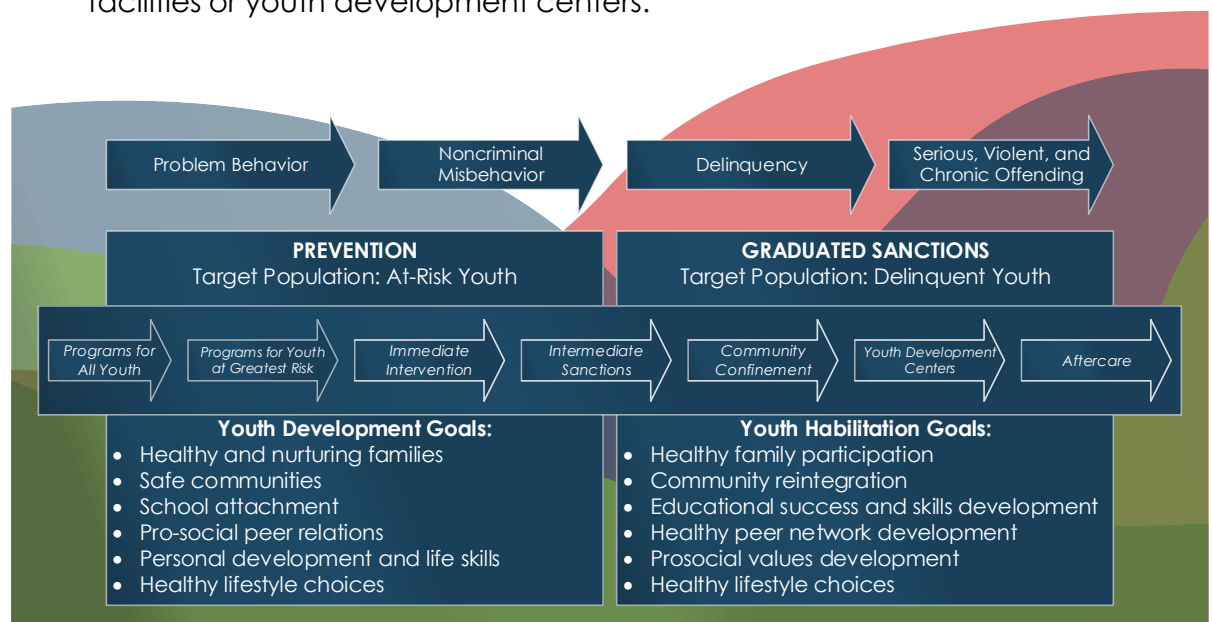 facilities or youth development centers.
Problem Behavior
Noncriminal
Misbehavior
Delinquency
Serious, Violent, and
Chronic Offending
PREVENTION
Target Population: At-Risk Youth
GRADUATED SANCTIONS
Target Population: Delinquent Youth
Programs for
All Youth
Programs for Youth
at Greatest Risk
Immediate
Intervention
Intermediate
Sanctions
Community
Confinement
Youth Development
Centers
Aftercare
Youth Development Goals:
• Healthy and nurturing families
• Safe communities
• School attachment
• Pro-social peer relations
• Personal development and life skills
• Healthy lifestyle choices
Youth Habilitation Goals:
• Healthy family participation
• Community reintegration
• Educational success and skills development
• Healthy peer network development
• Prosocial values development
• Healthy lifestyle choices